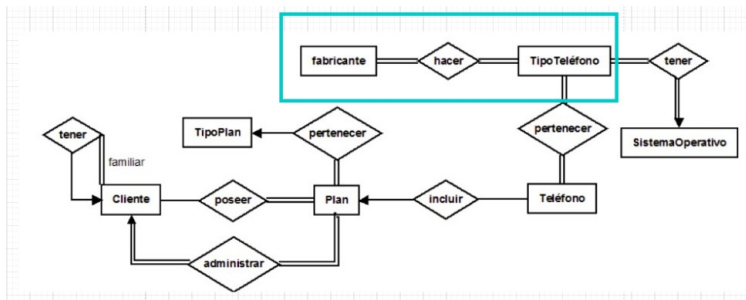 fabricante
hacer
TipoTeléfono
tener
tener
TipoPlan
pertenecer
pertenecer
SistemaOperativo
familiar
Cliente
poseer
Plan
incluir
Teléfono
administrar